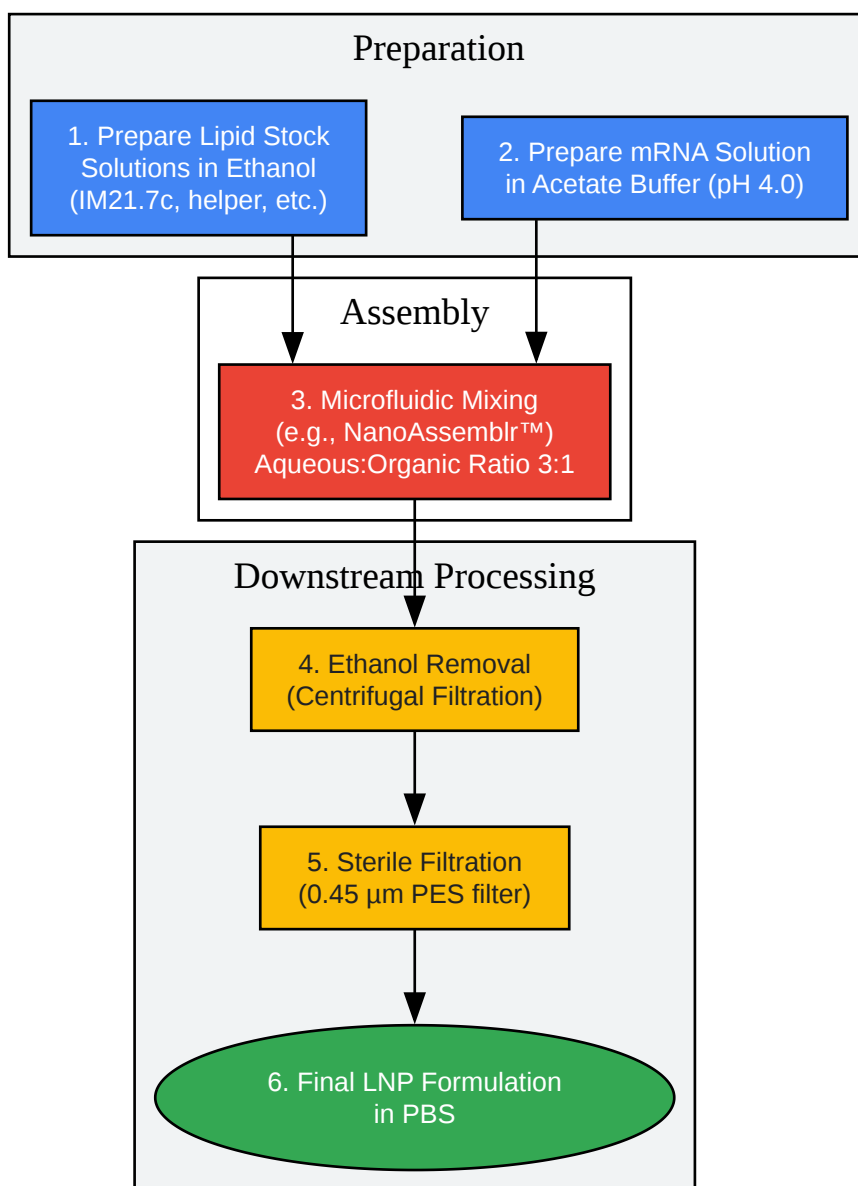 Preparation
1. Prepare Lipid Stock
Solutions in Ethanol
(IM21.7c, helper, etc.)
2. Prepare mRNA Solution
in Acetate Buffer (pH 4.0)
Assembly
3. Microfluidic Mixing
(e.g., NanoAssemblr™)
Aqueous:Organic Ratio 3:1
Downstream Processing
4. Ethanol Removal
(Centrifugal Filtration)
5. Sterile Filtration
(0.45 µm PES filter)
6. Final LNP Formulation
in PBS